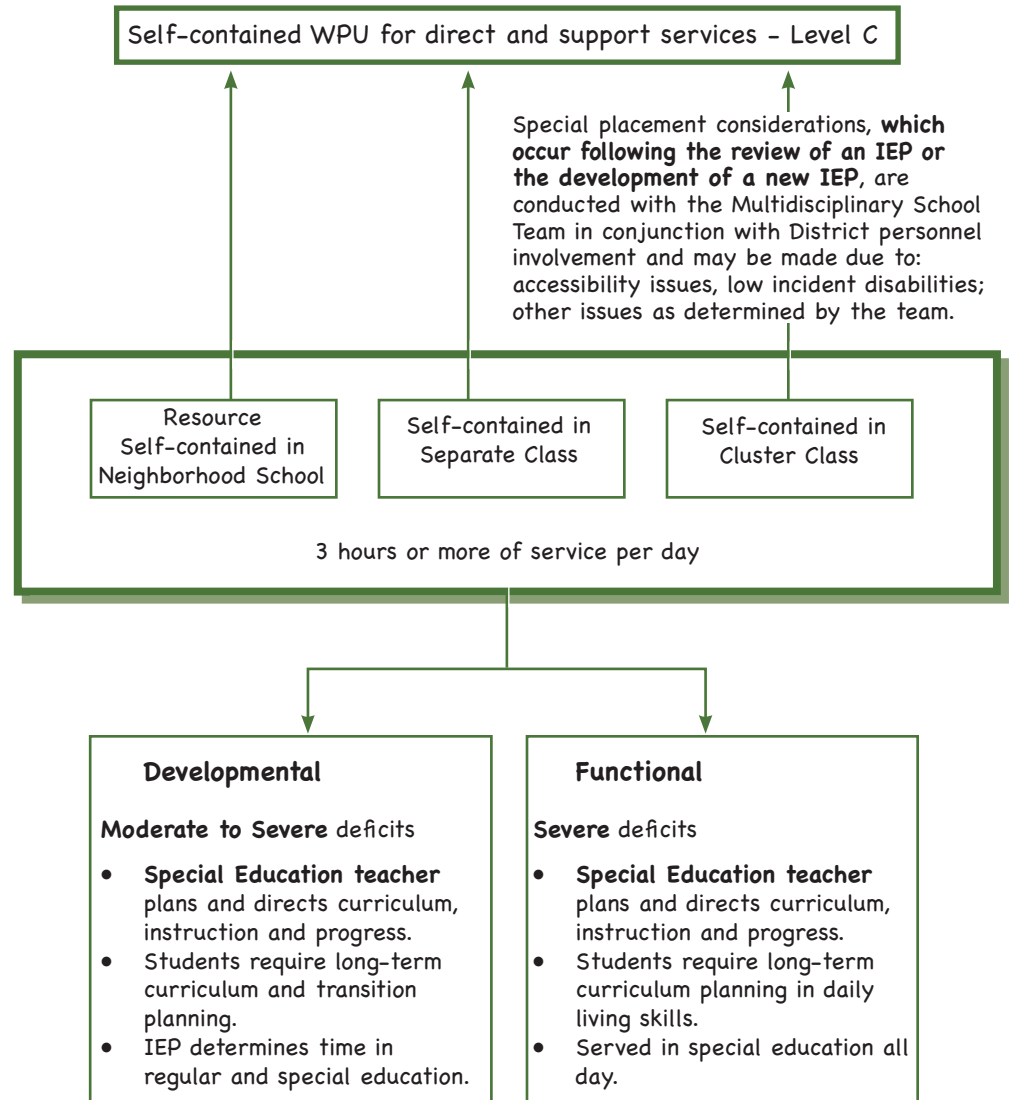 Self-contained WPU for direct and support services - Level C
Special placement considerations, which
occur following the review of an IEP or
the development of a new IEP, are
conducted with the Multidisciplinary School
Team in conjunction with District personnel
involvement and may be made due to:
accessibility issues, low incident disabilities;
other issues as determined by the team.
Resource
Self-contained in
Neighborhood School
Self-contained in
Separate Class
Self-contained in
Cluster Class
3 hours or more of service per day
Developmental
Moderate to Severe deficits
• Special Education teacher
plans and directs curriculum,
instruction and progress.
• Students require long-term
curriculum and transition
planning.
• IEP determines time in
regular and special education.
Functional
Severe deficits
• Special Education teacher
plans and directs curriculum,
instruction and progress.
• Students require long-term
curriculum planning in daily
living skills.
• Served in special education all
day.